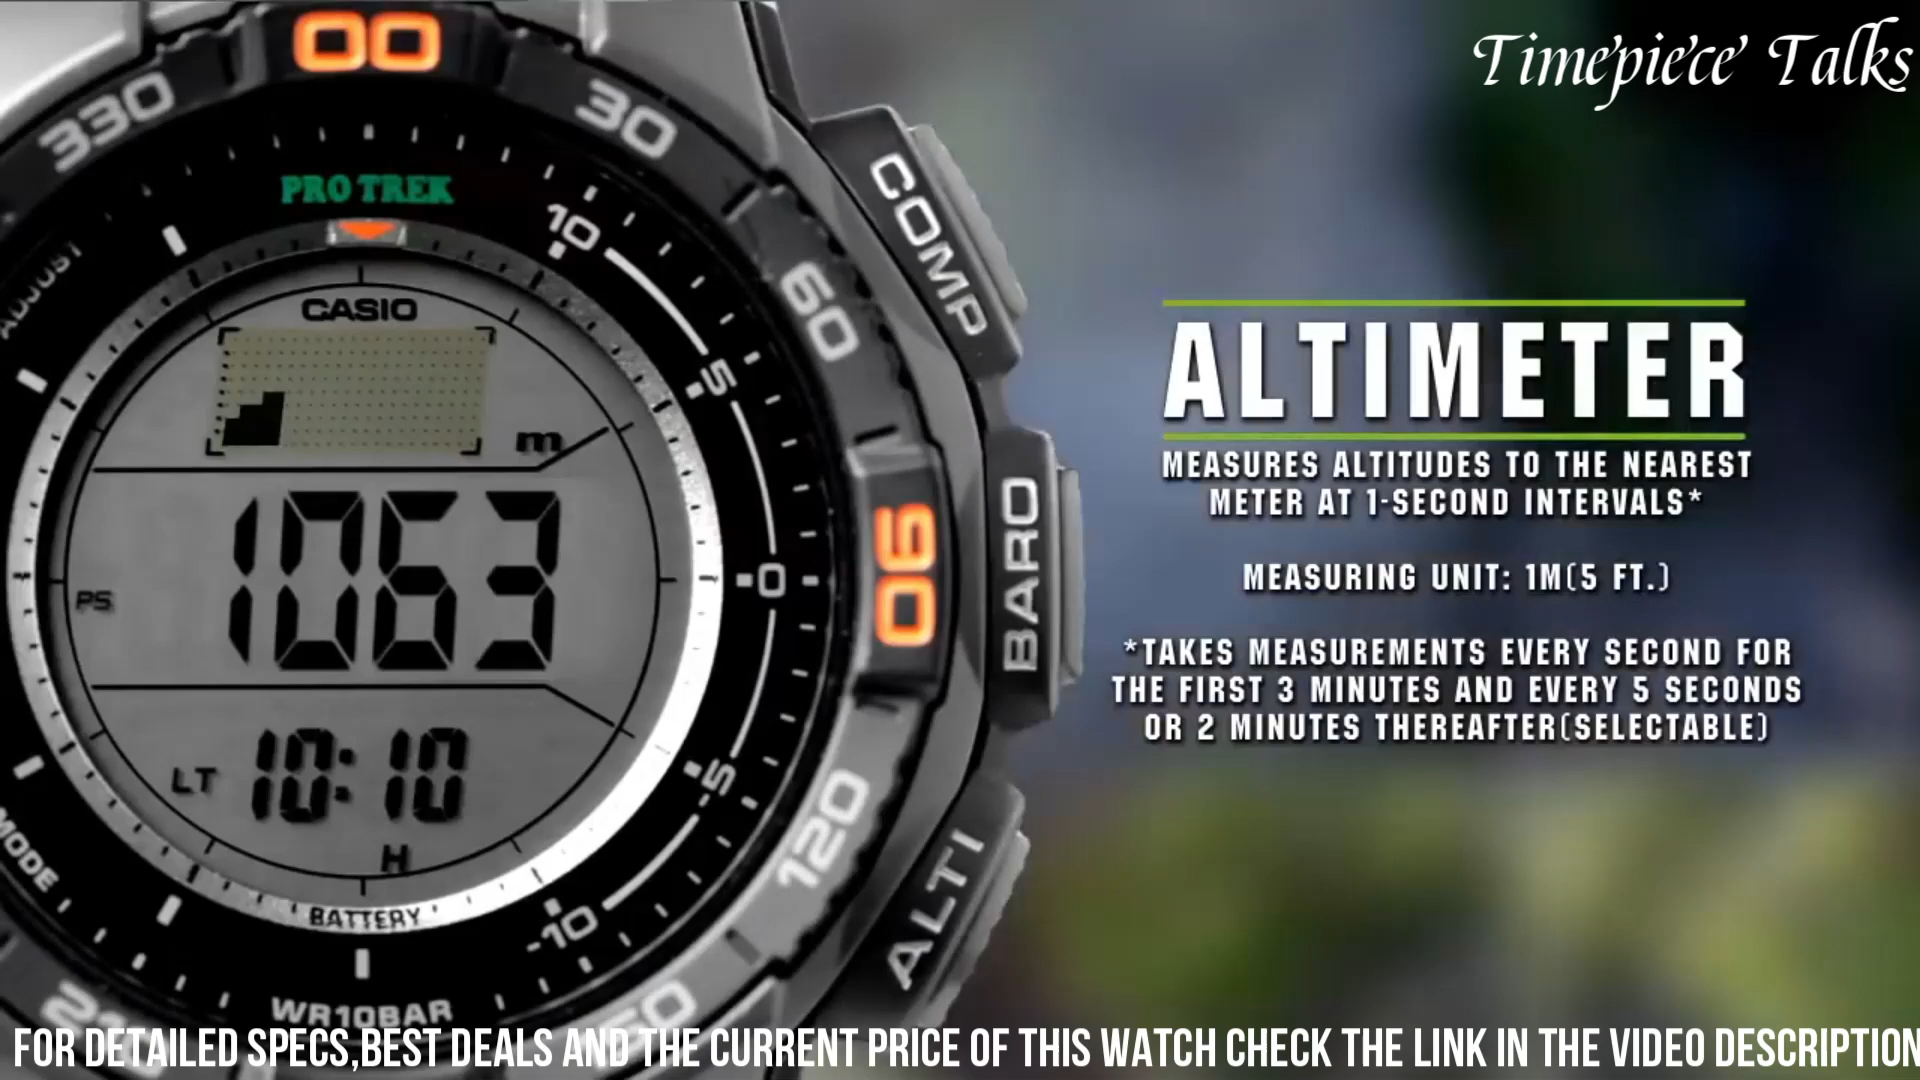 Timepiece Talks
00
330
30
PRO TREK
10
COMP
ADJUST
60
CASIO
5
m
1063
0
90
BARO
PS
LT 10:10
H
-5
120
MODE
BATTERY
-10
ALTI
WR10BAR
ALTIMETER
MEASURES ALTITUDES TO THE NEAREST
METER AT 1-SECOND INTERVALS*
MEASURING UNIT: 1M(5 FT.)
*TAKES MEASUREMENTS EVERY SECOND FOR
THE FIRST 3 MINUTES AND EVERY 5 SECONDS
OR 2 MINUTES THEREAFTER(SELECTABLE)
FOR DETAILED SPECS,BEST DEALS AND THE CURRENT PRICE OF THIS WATCH CHECK THE LINK IN THE VIDEO DESCRIPTION